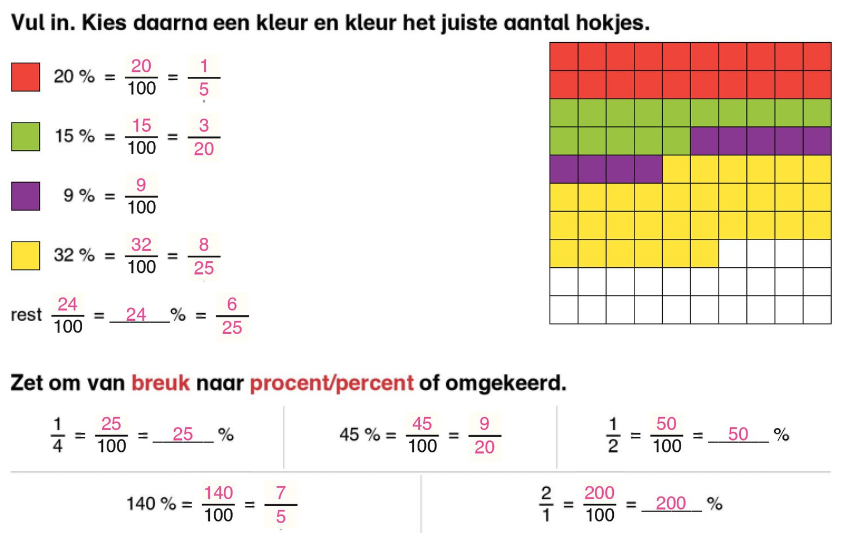 Vul in. Kies daarna een kleur en kleur het juiste aantal hokjes.
20 % = 20/100 = 1/5
15 % = 15/100 = 3/20
9 % = 9/100
32 % = 32/100 = 8/25
rest 24/100 = 24 % = 6/25
Zet om van breuk naar procent/percent of omgekeerd.
1/4 = 25/100 = 25 %
45 % = 45/100 = 9/20
1/2 = 50/100 = 50 %
140 % = 140/100 = 7/5
2/1 = 200/100 = 200 %